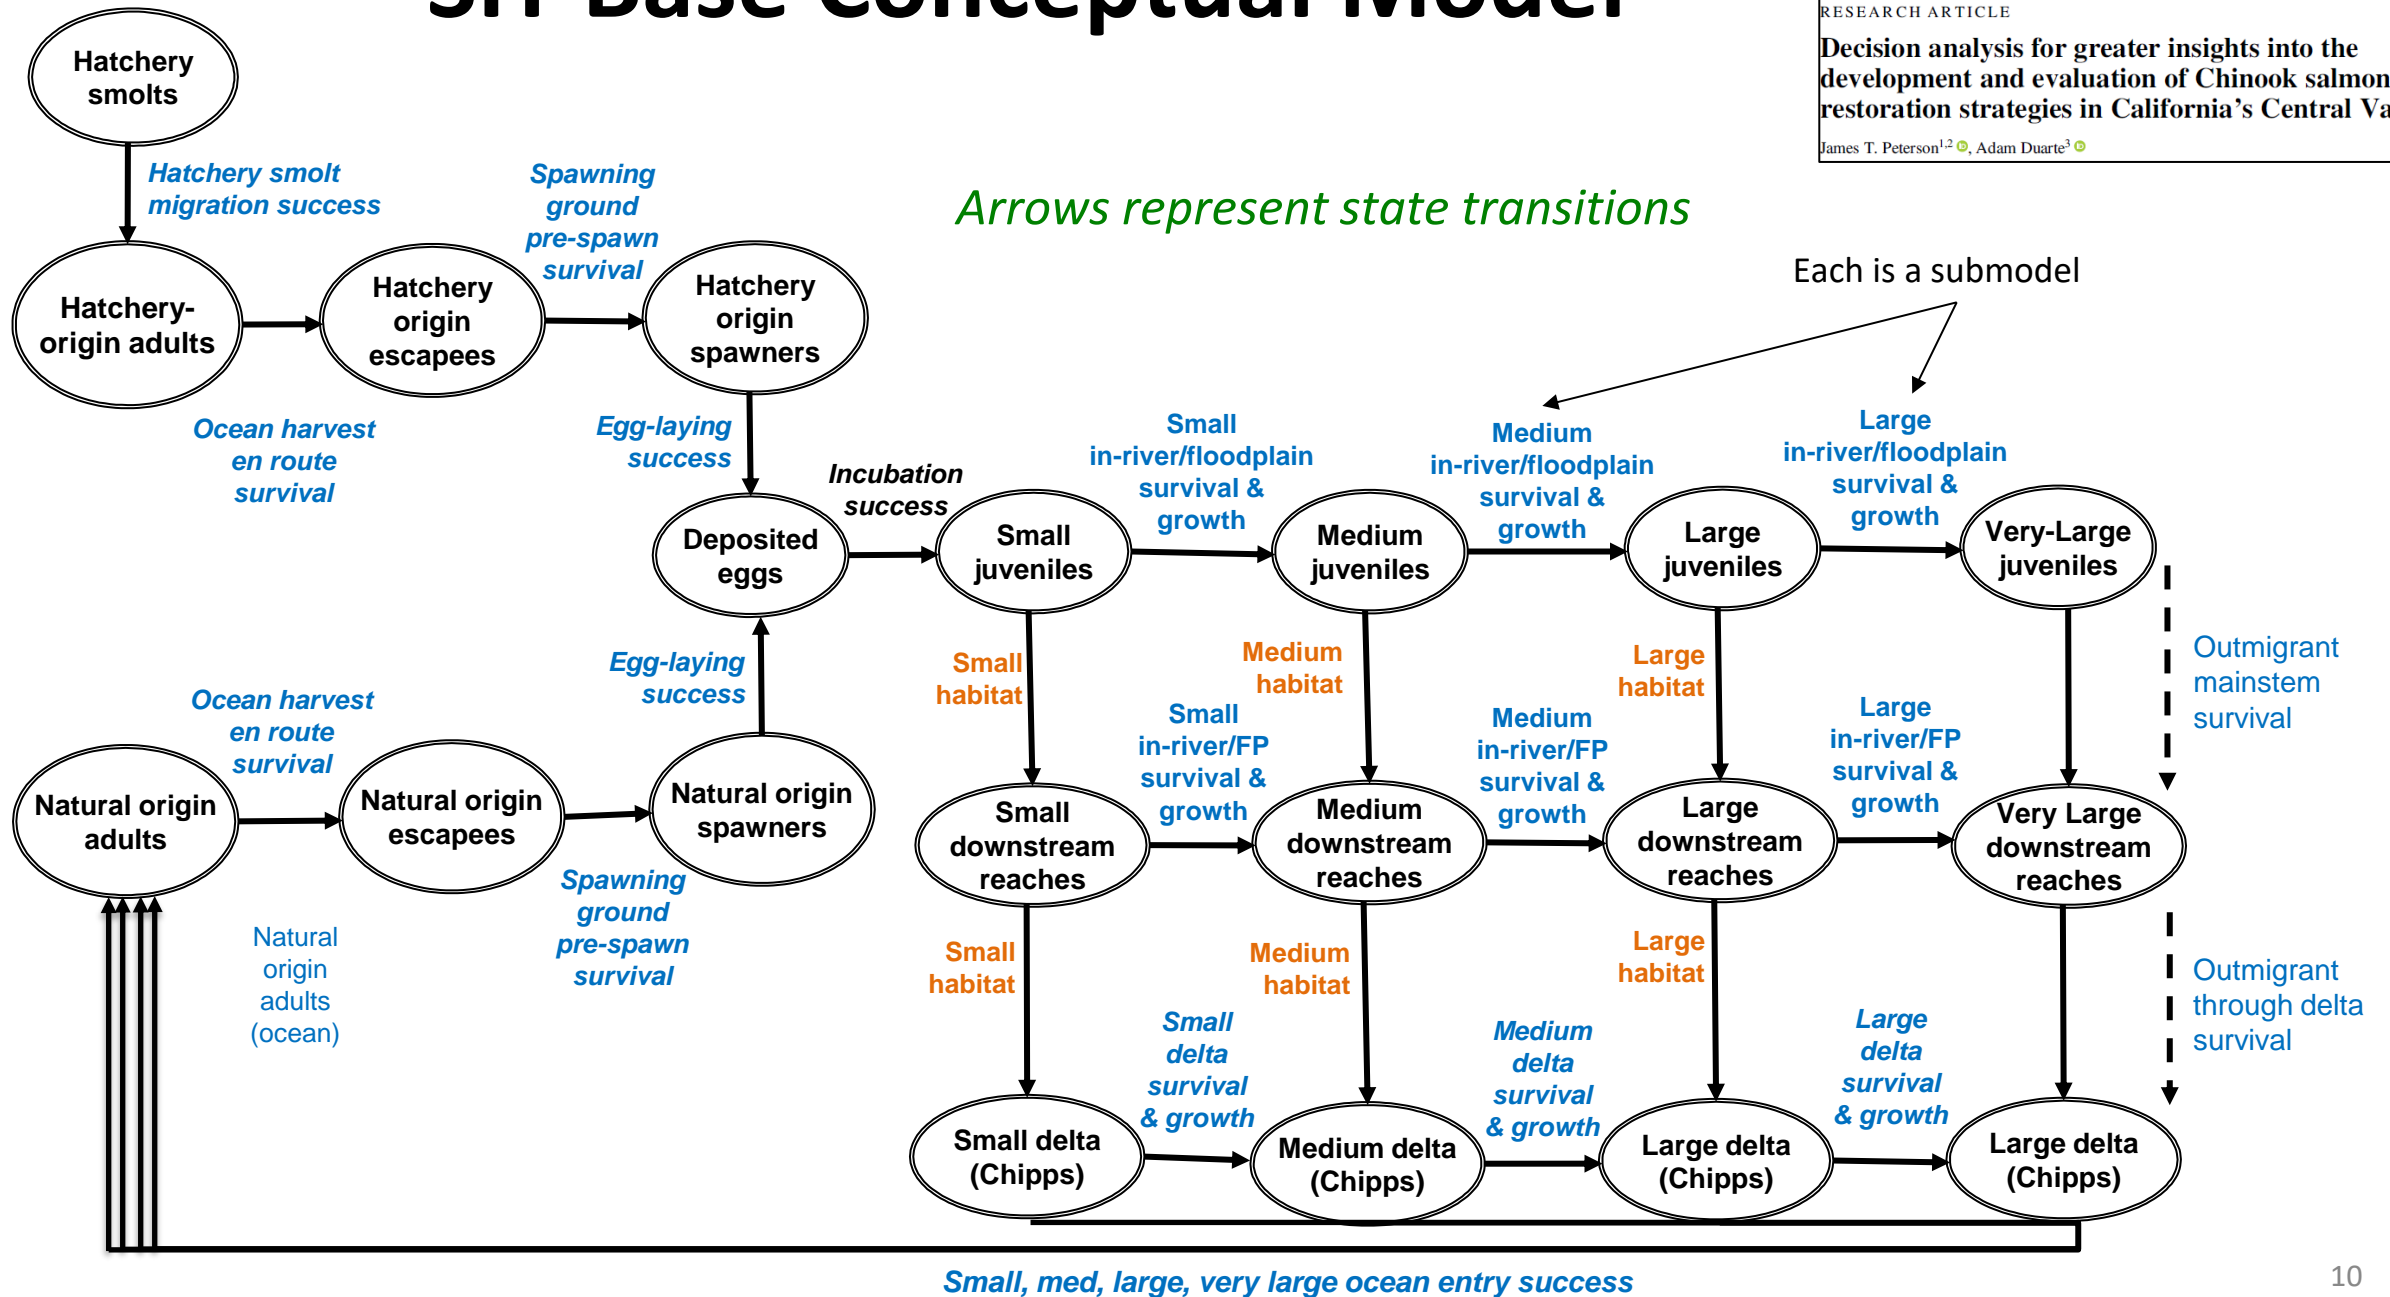 SIT Base Conceptual Model
RESEARCH ARTICLE
Decision analysis for greater insights into the
development and evaluation of Chinook salmon
restoration strategies in California's Central Va
James T. Peterson1,2, Adam Duarte3
Hatchery
smolts
Hatchery smolt
migration success
Spawning
ground
pre-spawn
survival
Arrows represent state transitions
Each is a submodel
Hatchery-
origin adults
Hatchery
origin
escapees
Hatchery
origin
spawners
Ocean harvest
en route
survival
Egg-laying
success
Incubation
success
Small
in-river/floodplain
survival &
growth
Medium
in-river/floodplain
survival &
growth
Large
in-river/floodplain
survival &
growth
Deposited
eggs
Small
juveniles
Medium
juveniles
Large
juveniles
Very-Large
juveniles
Egg-laying
success
Small
habitat
Medium
habitat
Large
habitat
Outmigrant
mainstem
survival
Ocean harvest
en route
survival
Small
in-river/FP
survival &
growth
Medium
in-river/FP
survival &
growth
Large
in-river/FP
survival &
growth
Natural origin
adults
Natural origin
escapees
Natural origin
spawners
Small
downstream
reaches
Medium
downstream
reaches
Large
downstream
reaches
Very Large
downstream
reaches
Natural
origin
adults
(ocean)
Spawning
ground
pre-spawn
survival
Small
habitat
Medium
habitat
Large
habitat
Outmigrant
through delta
survival
Small
delta
survival
& growth
Medium
delta
survival
& growth
Large
delta
survival
& growth
Small delta
(Chipps)
Medium delta
(Chipps)
Large delta
(Chipps)
Large delta
(Chipps)
Small, med, large, very large ocean entry success
10